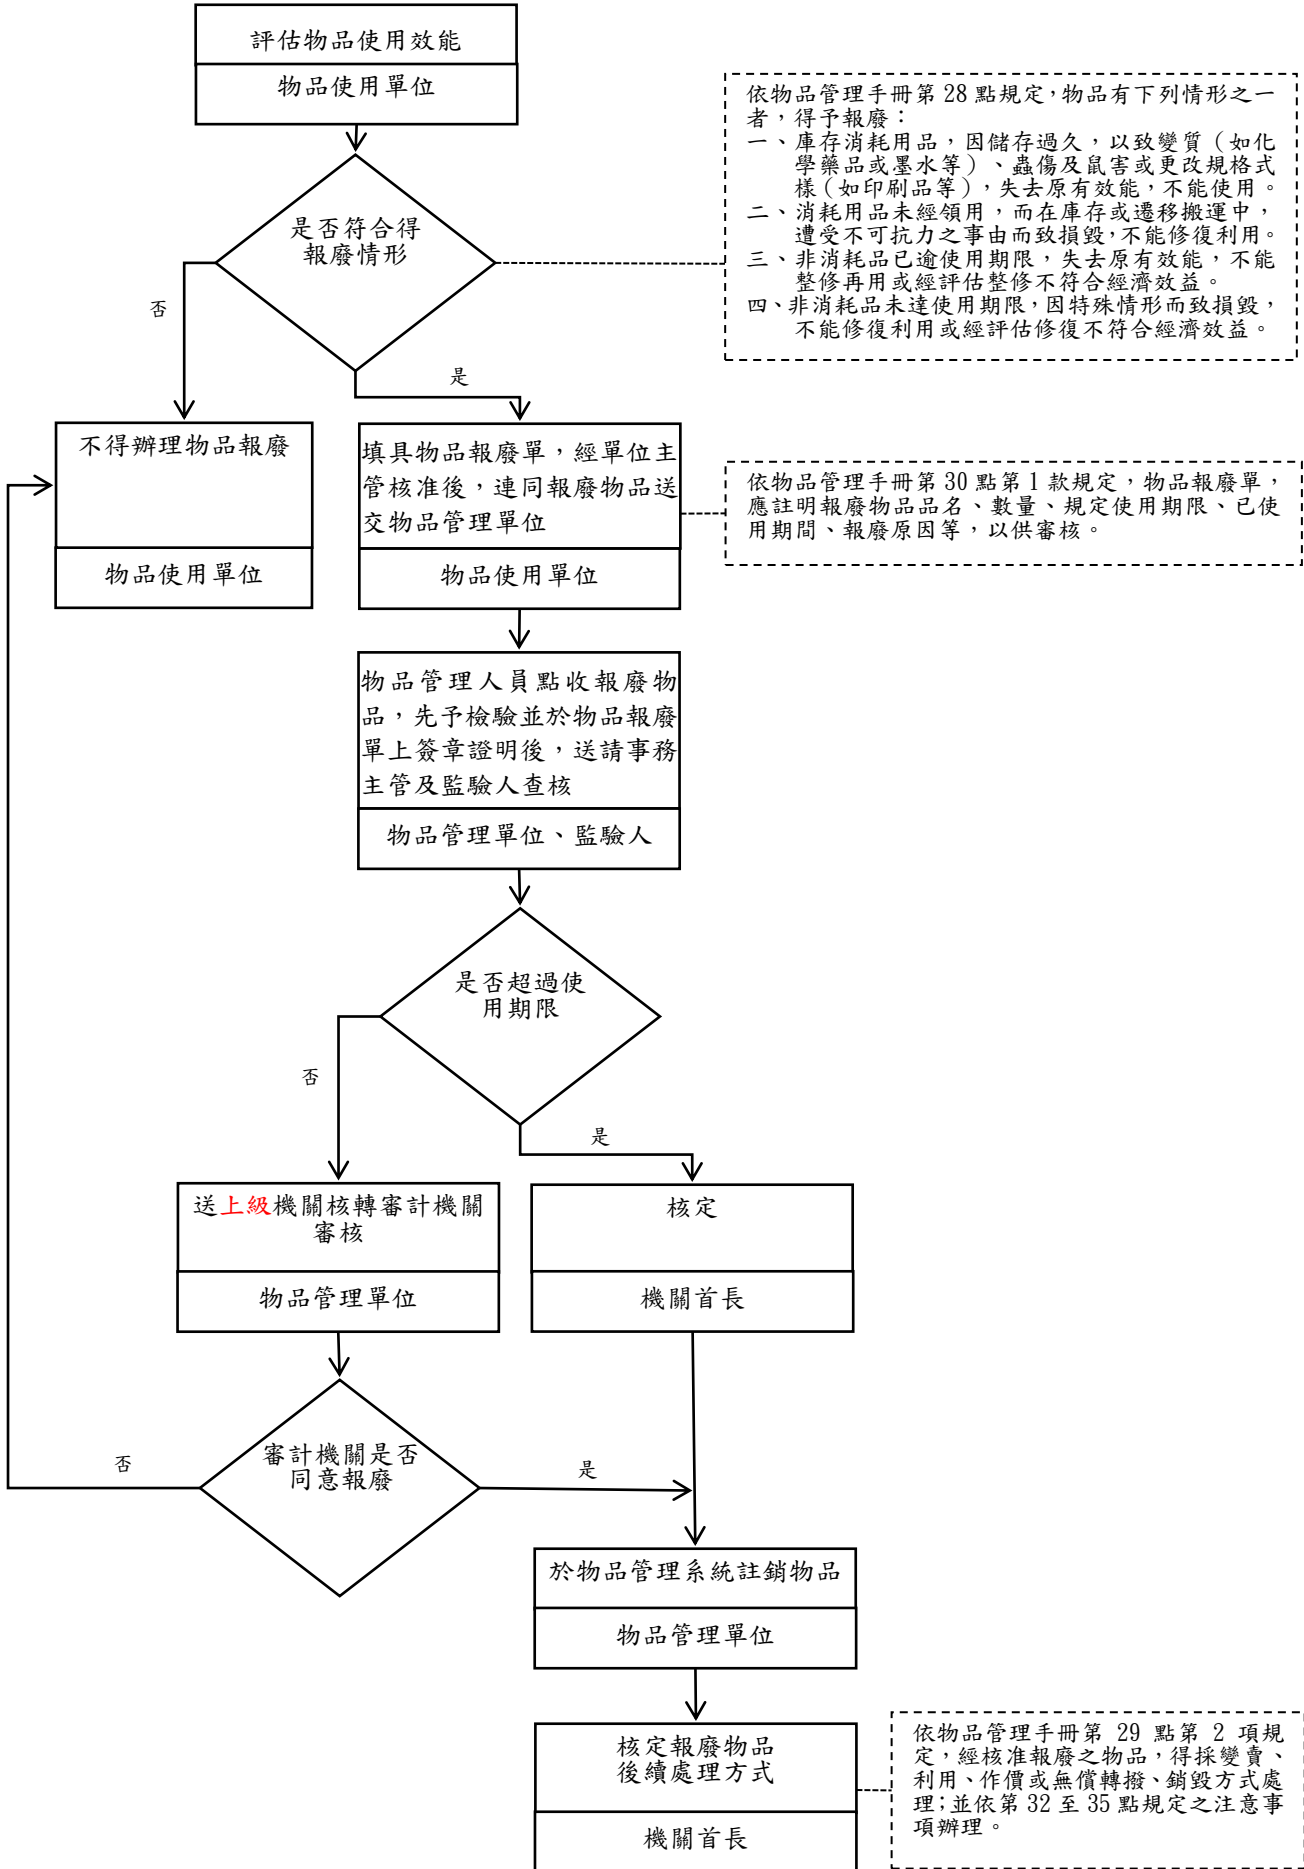 評估物品使用效能
物品使用單位
依物品管理手冊第 28 點規定，物品有下列情形之一
者，得予報廢：
一、庫存消耗用品，因儲存過久，以致變質（如化
學藥品或墨水等）、蟲傷及鼠害或更改規格式
樣（如印刷品等），失去原有效能，不能使用。
二、消耗用品未經領用，而在庫存或遷移搬運中，
遭受不可抗力之事由而致損毀，不能修復利用。
三、非消耗品已逾使用期限，失去原有效能，不能
整修再用或經評估整修不符合經濟效益。
四、非消耗品未達使用期限，因特殊情形而致損毀，
不能修復利用或經評估修復不符合經濟效益。
是否符合得
報廢情形
否
是
不得辦理物品報廢
物品使用單位
填具物品報廢單，經單位主
管核准後，連同報廢物品送
交物品管理單位
物品使用單位
依物品管理手冊第 30 點第 1 款規定，物品報廢單，
應註明報廢物品品名、數量、規定使用期限、已使
用期間、報廢原因等，以供審核。
物品管理人員點收報廢物
品，先予檢驗並於物品報廢
單上簽章證明後，送請事務
主管及監驗人查核
物品管理單位、監驗人
是否超過使
用期限
否
是
送上級機關核轉審計機關
審核
物品管理單位
核定
機關首長
審計機關是否
同意報廢
否
是
於物品管理系統註銷物品
物品管理單位
核定報廢物品
後續處理方式
機關首長
依物品管理手冊第 29 點第 2 項規
定，經核准報廢之物品，得採變賣、
利用、作價或無償轉撥、銷毀方式處
理；並依第 32 至 35 點規定之注意事
項辦理。